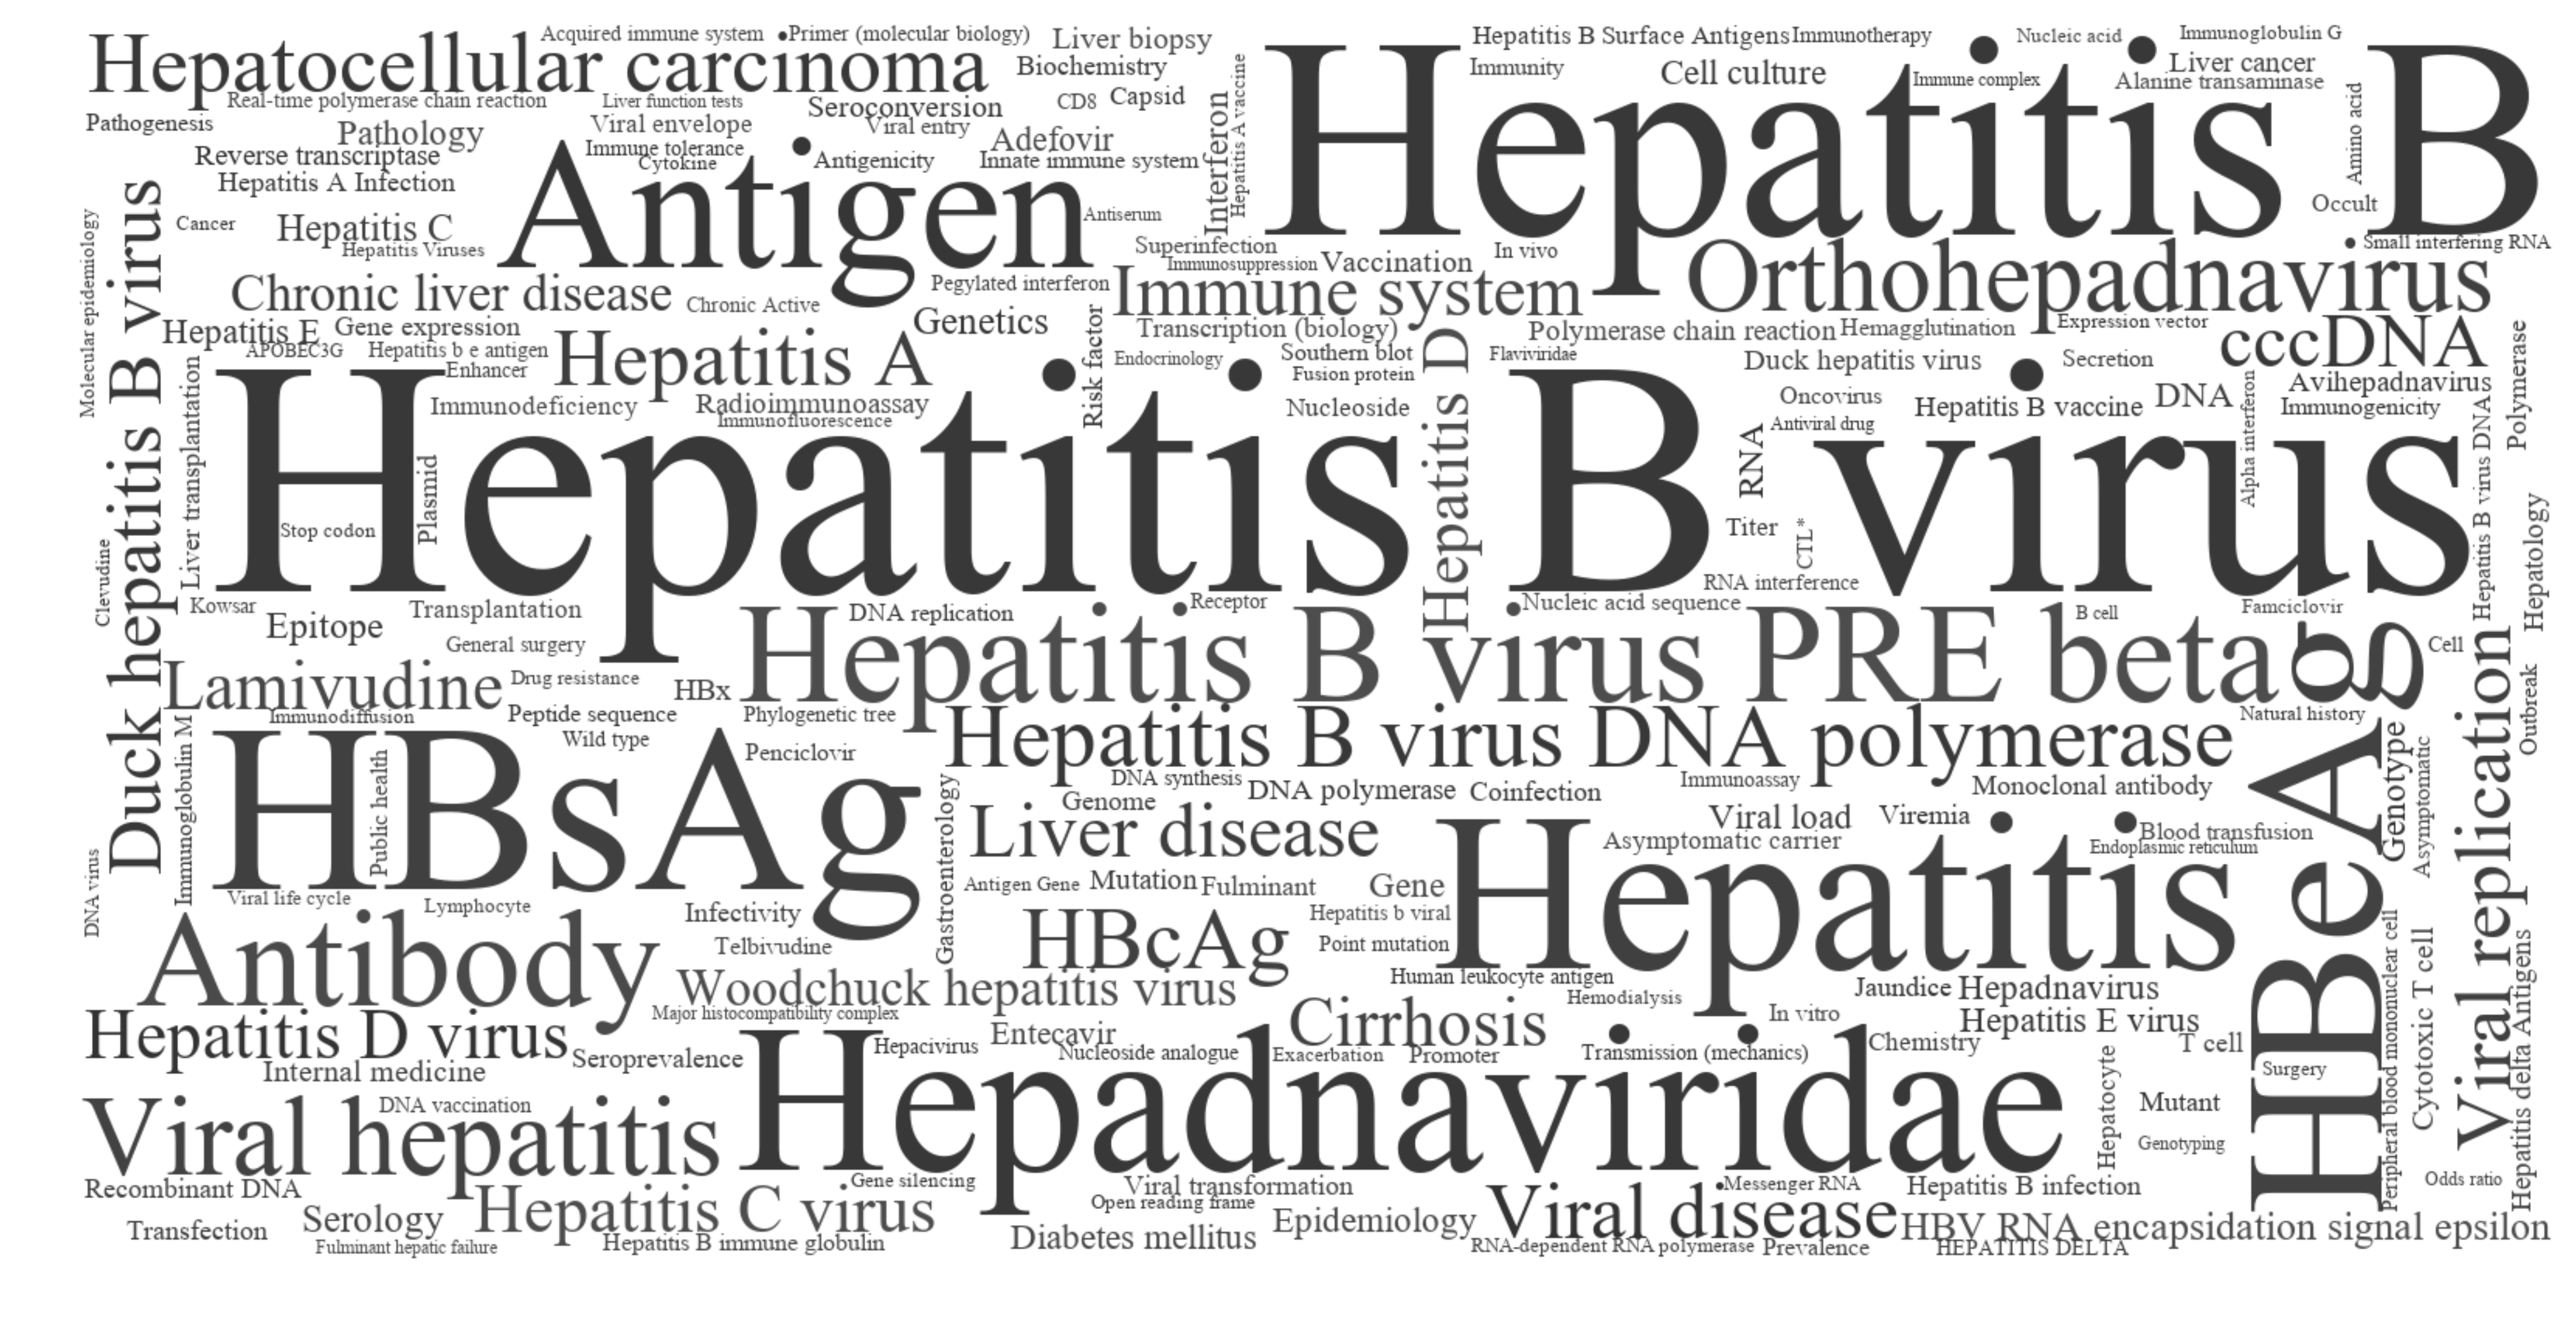 Hepatocellular carcinoma
Acquired immune system
Primer (molecular biology)
Liver biopsy
Biochemistry
Hepatitis B
Hepatitis B Surface Antigens
Immunotherapy
Nucleic acid
Immunoglobulin G
Immunity
Cell culture
Immune complex
Liver cancer
Alanine transaminase
Real-time polymerase chain reaction
Liver function tests
Seroconversion
CD8
Capsid
Pathogenesis
Pathology
Viral envelope
Viral entry
Adefovir
Interferon
Hepatitis A vaccine
Amino acid
Reverse transcriptase
Immune tolerance
Cytokine
Antigenicity
Innate immune system
Hepatitis A Infection
Antigen
Antiserum
Occult
Cancer
Hepatitis C
Hepatitis Viruses
Superinfection
Immunosuppression
Vaccination
In vivo
Small interfering RNA
Molecular epidemiology
Duck hepatitis B virus
Chronic liver disease
Chronic Active
Pegylated interferon
Immune system
Orthohepadnavirus
Hepatitis E
Gene expression
Genetics
Risk factor
Transcription (biology)
Polymerase chain reaction
Hemagglutination
Expression vector
cccDNA
Polymerase
APOBEC3G
Hepatitis b e antigen
Enhancer
Hepatitis A
Endocrinology
Southern blot
Fusion protein
Hepatitis D
Flaviviridae
Duck hepatitis virus
Secretion
Avihepadnavirus
Liver transplantation
Immunodeficiency
Radioimmunoassay
Immunofluorescence
Nucleoside
Oncovirus
Antiviral drug
Hepatitis B vaccine
DNA
Alpha interferon
Immunogenicity
Hepatitis B virus DNA
Hepatitis B virus
Stop codon
Plasmid
RNA
Titer
CTL*
RNA interference
Hepatology
Clevudine
Kowsar
Epitope
Transplantation
General surgery
DNA replication
Receptor
Nucleic acid sequence
B cell
Famciclovir
Cell
Hepatitis B virus PRE beta
Lamivudine
Drug resistance
HBx
Immunodiffusion
Peptide sequence
Phylogenetic tree
Wild type
Penciclovir
Hepatitis B virus DNA polymerase
Natural history
Outbreak
Immunoglobulin M
HBsAg
Public health
Gastroenterology
DNA synthesis
DNA polymerase
Coinfection
Immunoassay
Monoclonal antibody
HBeAg
Genotype
Asymptomatic
Viral replication
Genome
Liver disease
Viral load
Viremia
Asymptomatic carrier
Blood transfusion
Endoplasmic reticulum
DNA virus
Viral life cycle
Lymphocyte
Infectivity
Antigen Gene
Mutation
Fulminant
Gene
Hepatitis
Hepatitis b viral
Point mutation
Antibody
Telbivudine
HBcAg
Human leukocyte antigen
Woodchuck hepatitis virus
Major histocompatibility complex
Hemodialysis
Jaundice
Hepadnavirus
In vitro
Hepatitis E virus
Peripheral blood mononuclear cell
Cytotoxic T cell
Hepatitis delta Antigens
Hepatitis D virus
Seroprevalence
Hepacivirus
Entecavir
Nucleoside analogue
Cirrhosis
Exacerbation
Promoter
Transmission (mechanics)
Chemistry
T cell
Surgery
Internal medicine
Hepadnaviridae
Hepatocyte
Mutant
Genotyping
Viral hepatitis
DNA vaccination
Recombinant DNA
Gene silencing
Viral transformation
Open reading frame
Messenger RNA
Hepatitis B infection
Odds ratio
Transfection
Serology
Hepatitis C virus
Diabetes mellitus
Epidemiology
Viral disease
HBV RNA encapsidation signal epsilon
Fulminant hepatic failure
Hepatitis B immune globulin
RNA-dependent RNA polymerase
Prevalence
HEPATITIS DELTA